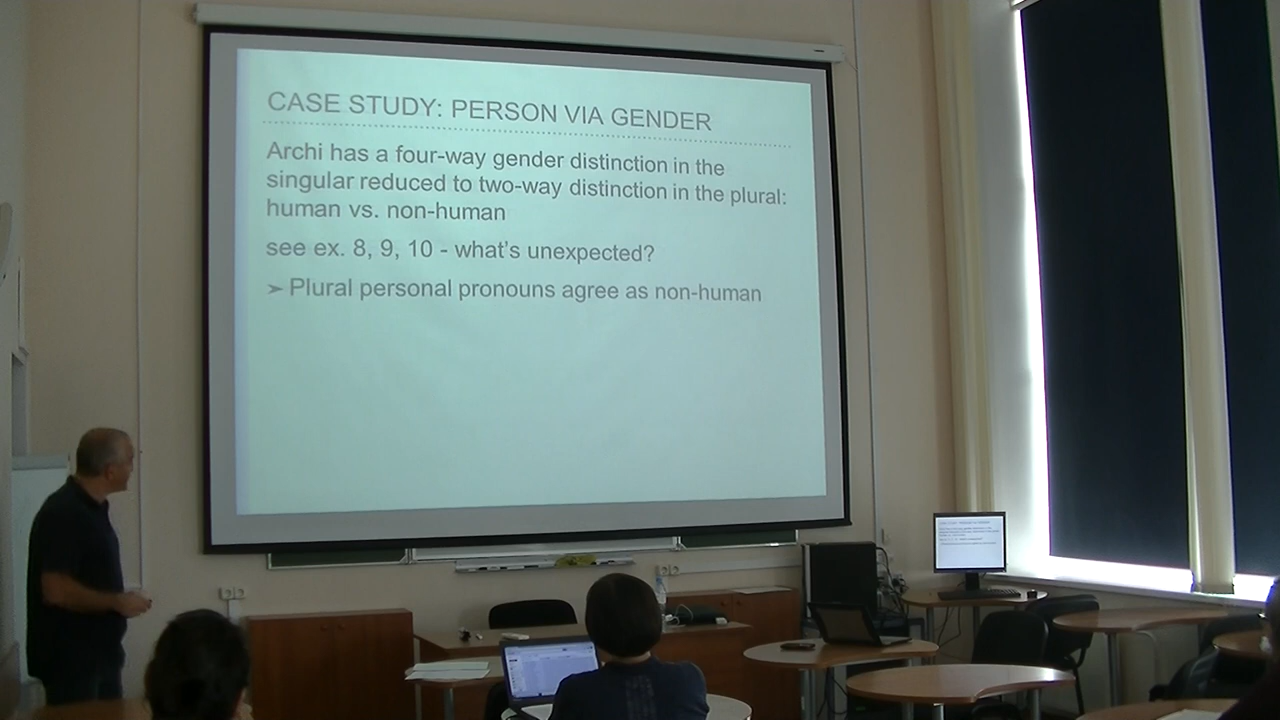 CASE STUDY: PERSON VIA GENDER
Archi has a four-way gender distinction in the
singular reduced to two-way distinction in the plural:
human vs. non-human
see ex. 8, 9, 10 - what's unexpected?
➢ Plural personal pronouns agree as non-human